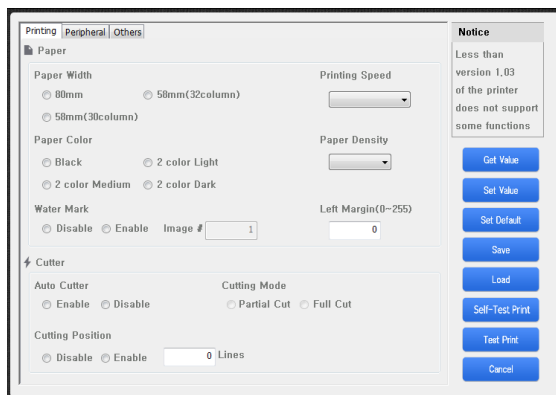 Printing Peripheral Others
Paper
Paper Width
80mm 58mm(32column)
58mm(30column)
Printing Speed
Paper Color
Black 2 color Light
2 color Medium 2 color Dark
Paper Density
Water Mark
Disable Enable Image # 1
Left Margin(0~255)
0
Cutter
Auto Cutter
Enable Disable
Cutting Mode
Partial Cut Full Cut
Cutting Position
Disable Enable 0 Lines
Notice
Less than
version 1.03
of the printer
does not support
some functions
Get Value
Set Value
Set Default
Save
Load
Self-Test Print
Test Print
Cancel